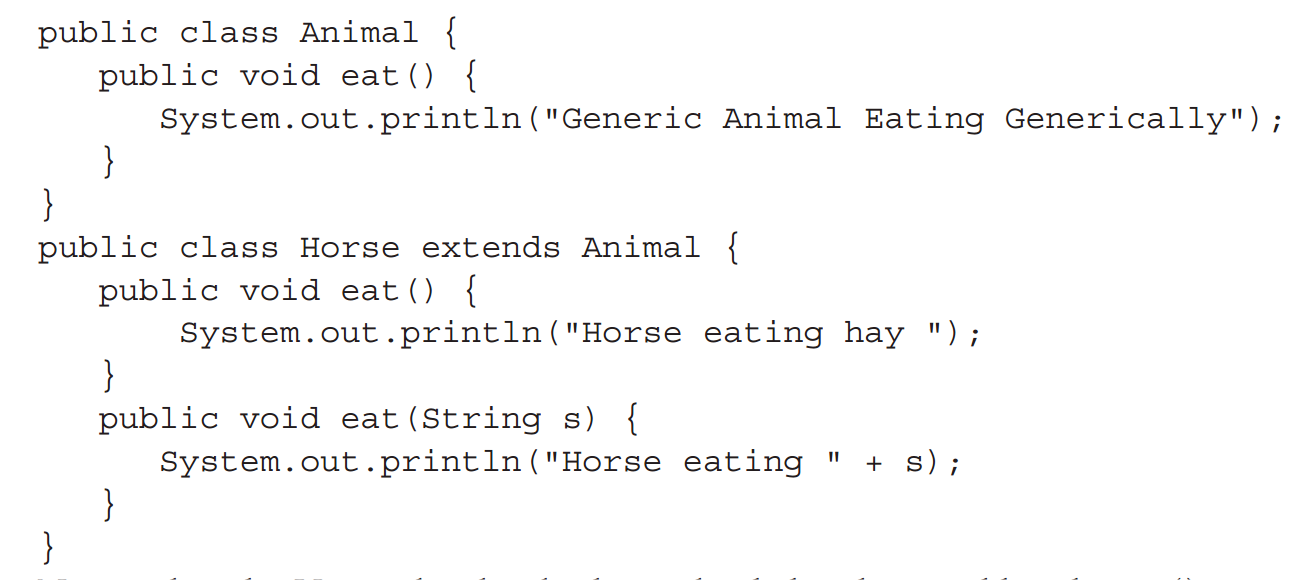 public class Animal {
   public void eat() {
      System.out.println("Generic Animal Eating Generically");
   }
}
public class Horse extends Animal {
   public void eat() {
       System.out.println("Horse eating hay ");
   }
   public void eat(String s) {
      System.out.println("Horse eating " + s);
   }
}